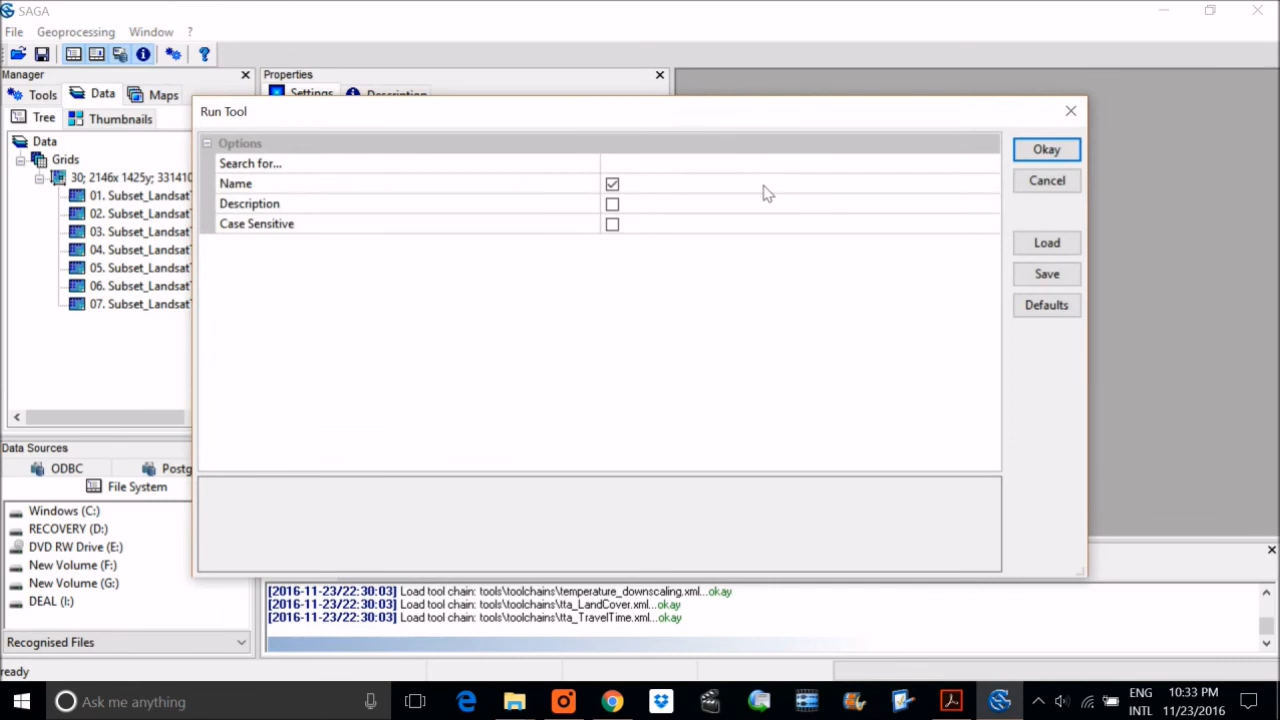 SAGA
File Geoprocessing Window ?
Manager
Properties
Tools Data Maps
Settings Description
Tree Thumbnails
Data
Grids
30; 2146x 1425y; 331410
01. Subset_Landsat
02. Subset_Landsat
03. Subset_Landsat
04. Subset_Landsat
05. Subset_Landsat
06. Subset_Landsat
07. Subset_Landsat
Run Tool
Options
Search for...
Name
Description
Case Sensitive
Okay
Cancel
Load
Save
Defaults
Data Sources
ODBC Postg
File System
Windows (C:)
RECOVERY (D:)
DVD RW Drive (E:)
New Volume (F:)
New Volume (G:)
DEAL (I:)
Recognised Files
[2016-11-23/22:30:03] Load tool chain: tools\toolchains\temperature_downscaling.xml...okay
[2016-11-23/22:30:03] Load tool chain: tools\toolchains\tta_LandCover.xml...okay
[2016-11-23/22:30:03] Load tool chain: tools\toolchains\tta_TravelTime.xml...okay
ready
Ask me anything
ENG
INTL
10:33 PM
11/23/2016